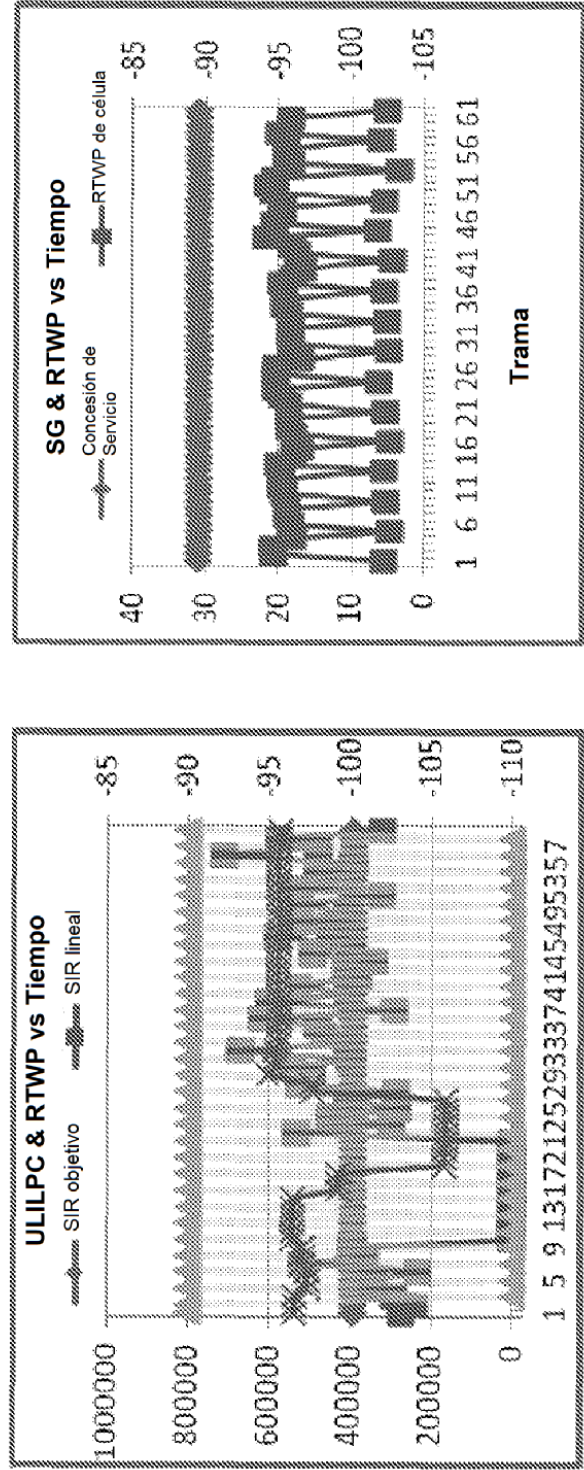 ULILPC & RTWP vs Tiempo
SIR objetivo SIR lineal
1000000
800000
600000
400000
200000
0
-85
-90
-95
-100
-105
-110
1 5 9 1317212529333741454953​57
SG & RTWP vs Tiempo
Concesión de
Servicio
RTWP de célula
40
30
20
10
0
-85
-90
-95
-100
-105
1 6 11 16 21 26 31 36 41 46 51 56 61
Trama